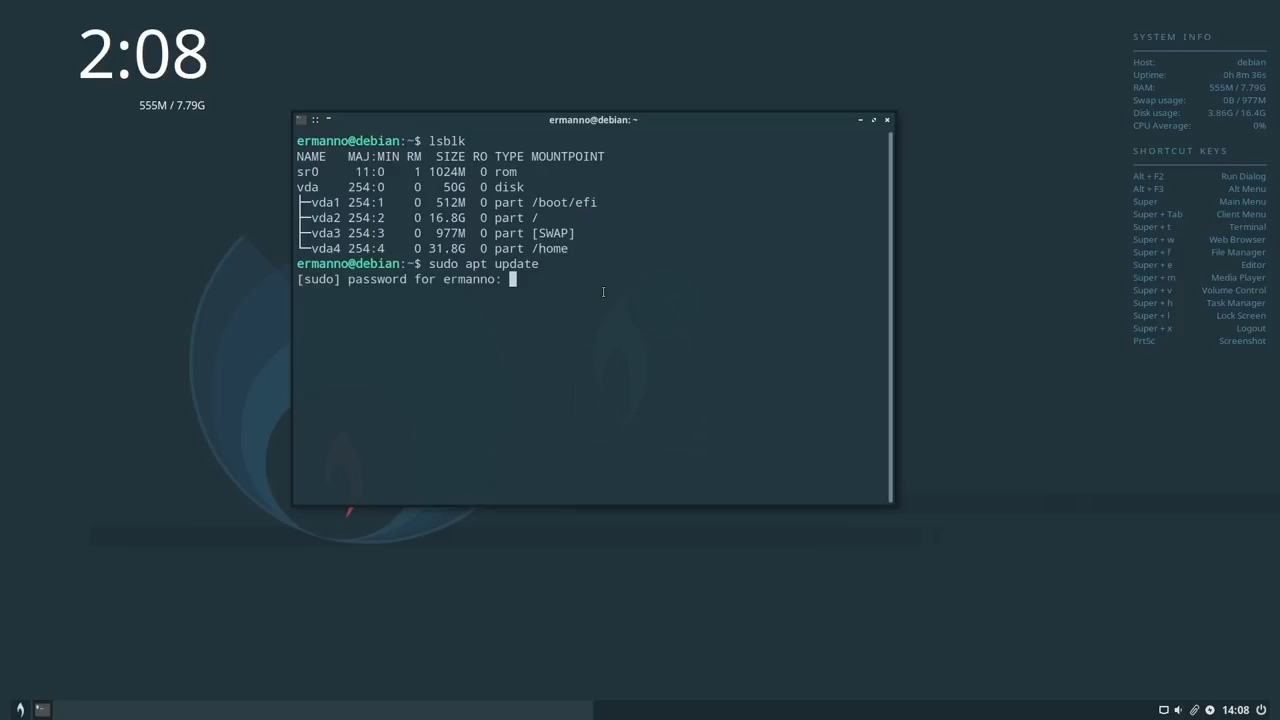 2:08
555M / 7.79G
ermanno@debian: ~
ermanno@debian:~$ lsblk
NAME   MAJ:MIN RM  SIZE RO TYPE MOUNTPOINT
sr0     11:0    1 1024M  0 rom
vda    254:0    0   50G  0 disk
├─vda1 254:1    0  512M  0 part /boot/efi
├─vda2 254:2    0 16.8G  0 part /
├─vda3 254:3    0  977M  0 part [SWAP]
└─vda4 254:4    0 31.8G  0 part /home
ermanno@debian:~$ sudo apt update
[sudo] password for ermanno:
SYSTEM INFO
Host: debian
Uptime: 0h 8m 36s
RAM: 555M / 7.79G
Swap usage: 0B / 977M
Disk usage: 3.86G / 16.4G
CPU Average: 0%
SHORTCUT KEYS
Alt + F2 Run Dialog
Alt + F3 Alt Menu
Super Main Menu
Super + Tab Client Menu
Super + t Terminal
Super + w Web Browser
Super + f File Manager
Super + e Editor
Super + m Media Player
Super + v Volume Control
Super + h Task Manager
Super + l Lock Screen
Super + x Logout
PrtSc Screenshot
14:08